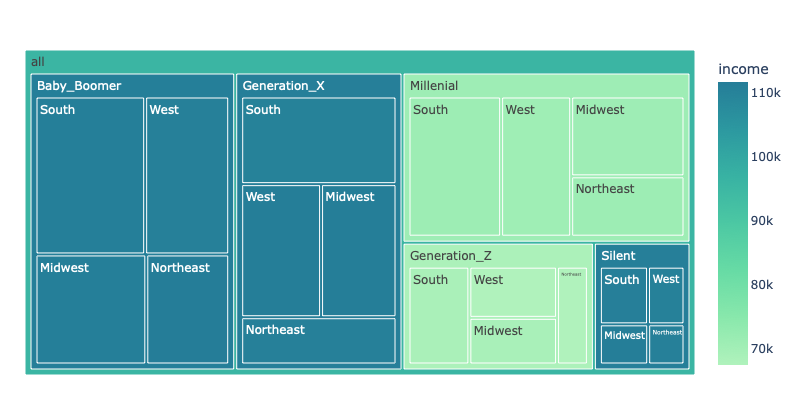 all
Baby_Boomer
South
West
Midwest
Northeast
Generation_X
South
West
Midwest
Northeast
Millenial
South
West
Midwest
Northeast
Generation_Z
South
West
Midwest
Northeast
Silent
South
West
Midwest
Northeast
income
110k
100k
90k
80k
70k